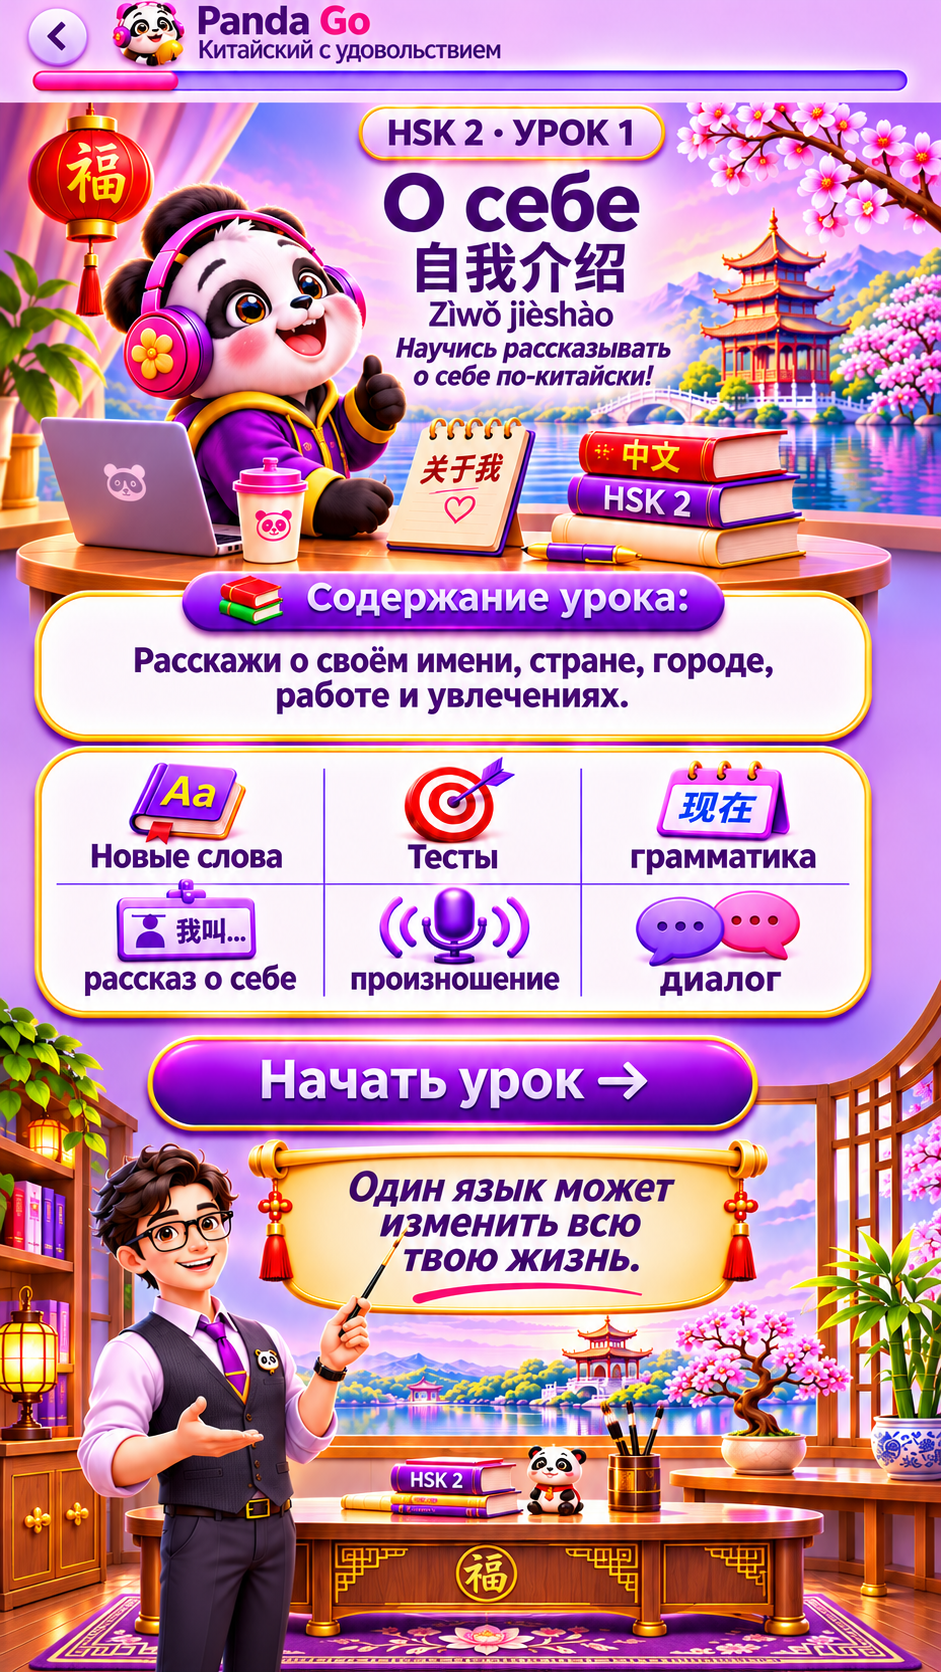 Panda Go
Китайский с удовольствием
福
HSK 2 · УРОК 1
О себе
自我介绍
Zìwǒ jièshào
Научись рассказывать
о себе по-китайски!
关于我
中文
HSK 2
Содержание урока:
Расскажи о своём имени, стране, городе,
работе и увлечениях.
Aa
Новые слова
Тесты
现在
грамматика
我叫...
рассказ о себе
произношение
диалог
Начать урок →
Один язык может
изменить всю
твою жизнь.
HSK 2
福